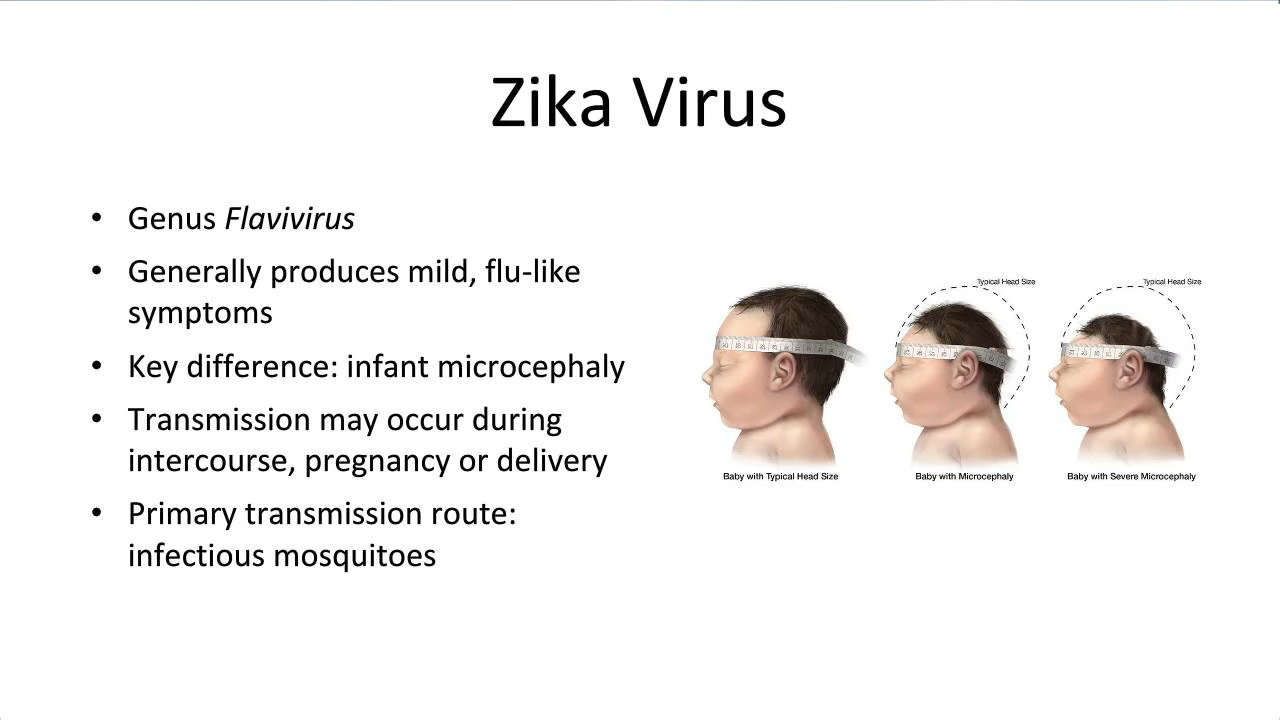 Zika Virus
• Genus Flavivirus
• Generally produces mild, flu-like
symptoms
• Key difference: infant microcephaly
• Transmission may occur during
intercourse, pregnancy or delivery
• Primary transmission route:
infectious mosquitoes
Typical Head Size
Typical Head Size
Baby with Typical Head Size
Baby with Microcephaly
Baby with Severe Microcephaly